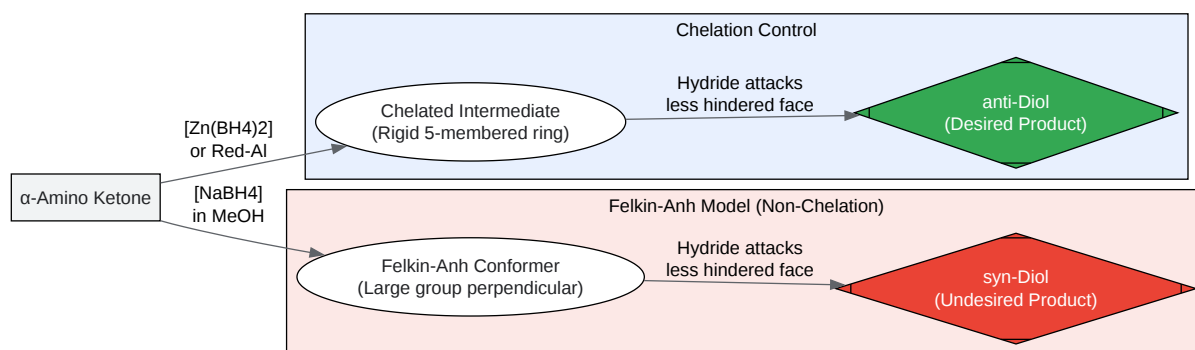 Chelation Control
Hydride attacks
less hindered face
anti-Diol
(Desired Product)
Chelated Intermediate
(Rigid 5-membered ring)
[Zn(BH4)2]
or Red-Al
α-Amino Ketone
[NaBH4]
in MeOH
Felkin-Anh Model (Non-Chelation)
Hydride attacks
less hindered face
Felkin-Anh Conformer
(Large group perpendicular)
syn-Diol
(Undesired Product)